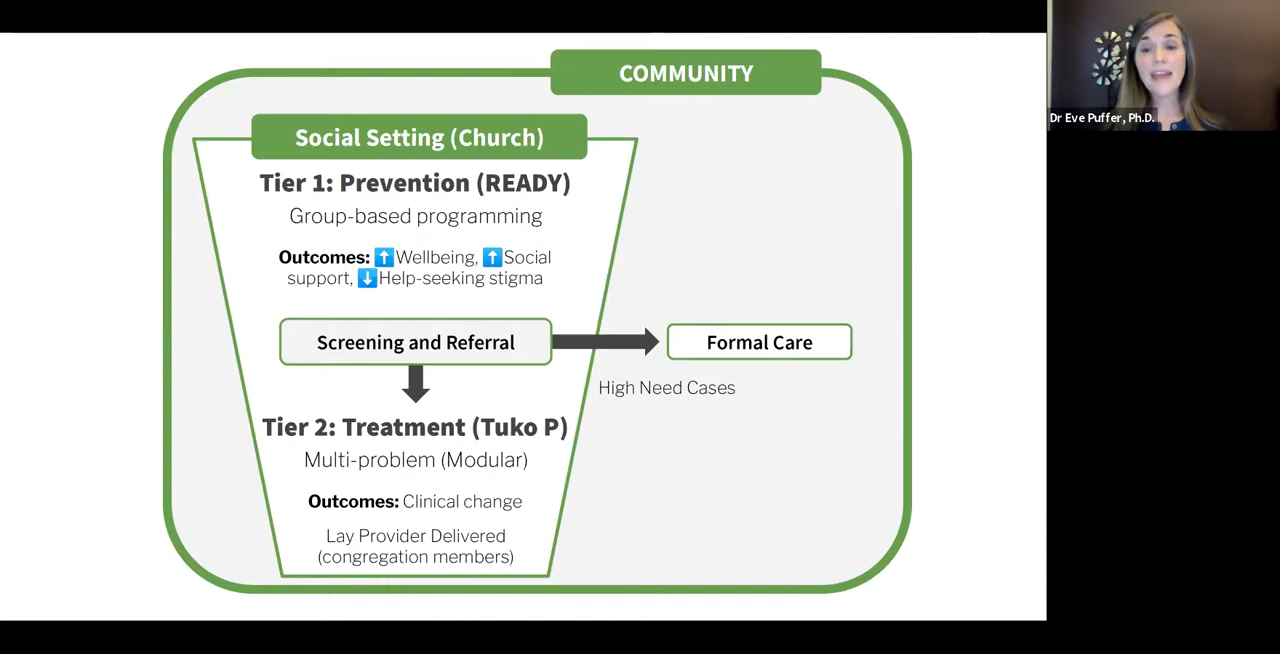 COMMUNITY
Dr Eve Puffer, Ph.D.
Social Setting (Church)
Tier 1: Prevention (READY)
Group-based programming
Outcomes: ⬆️Wellbeing, ⬆️Social
support, ⬇️Help-seeking stigma
Screening and Referral
Formal Care
High Need Cases
Tier 2: Treatment (Tuko P)
Multi-problem (Modular)
Outcomes: Clinical change
Lay Provider Delivered
(congregation members)